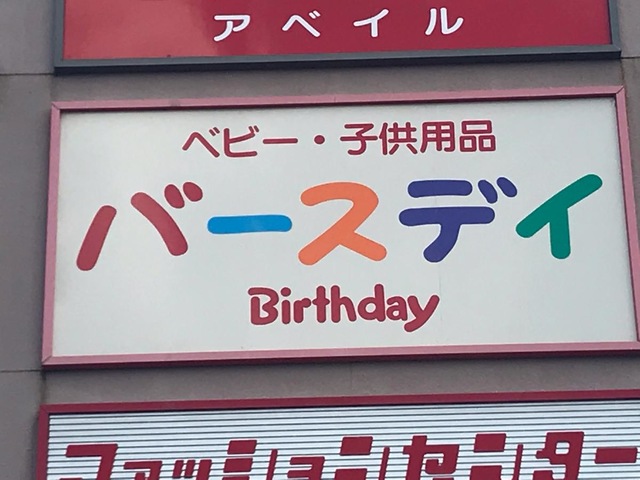 アベイル
ベビー・子供用品
バースデイ
Birthday
ファッションセンター